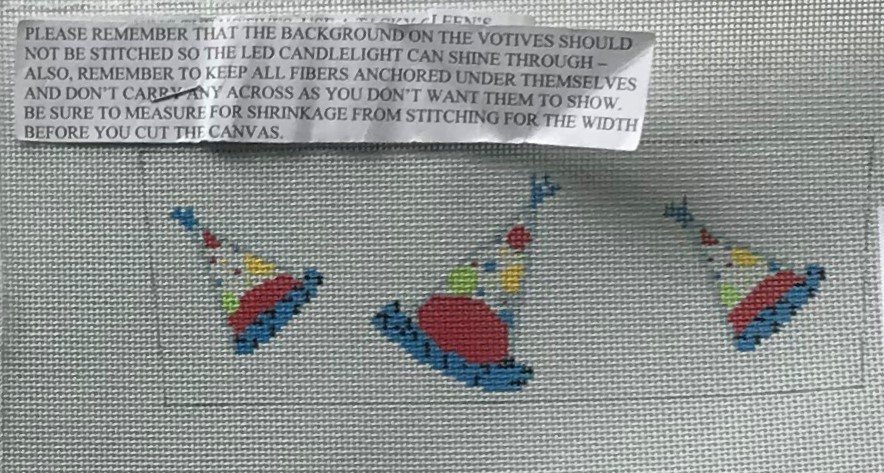 PLEASE REMEMBER THAT THE BACKGROUND ON THE VOTIVES SHOULD
NOT BE STITCHED SO THE LED CANDLELIGHT CAN SHINE THROUGH –
ALSO, REMEMBER TO KEEP ALL FIBERS ANCHORED UNDER THEMSELVES
AND DON'T CARRY ANY ACROSS AS YOU DON'T WANT THEM TO SHOW.
BE SURE TO MEASURE FOR SHRINKAGE FROM STITCHING FOR THE WIDTH
BEFORE YOU CUT THE CANVAS.